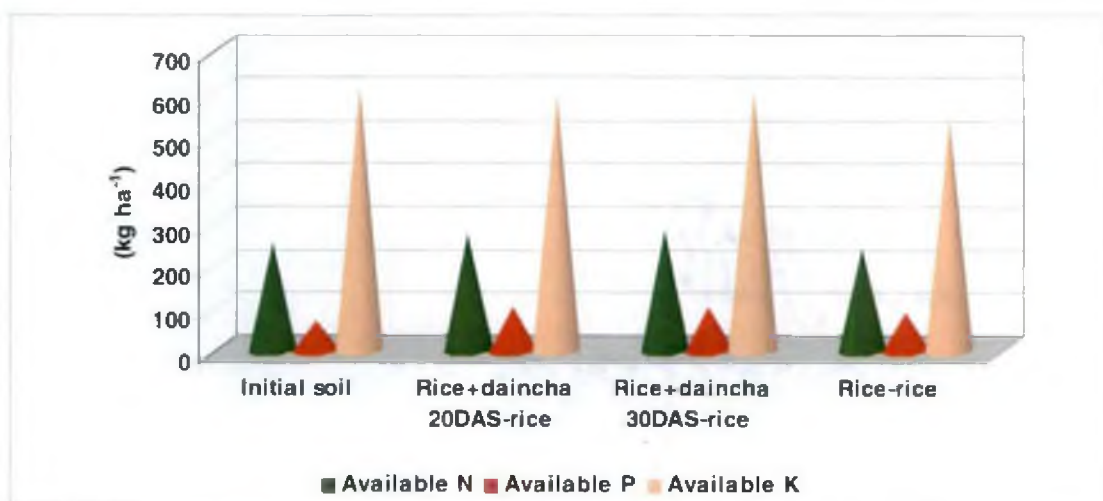 700
600
500
400
300
200
100
0
(kg ha⁻¹)
Initial soil
Rice+daincha
20DAS-rice
Rice+daincha
30DAS-rice
Rice-rice
Available N Available P Available K